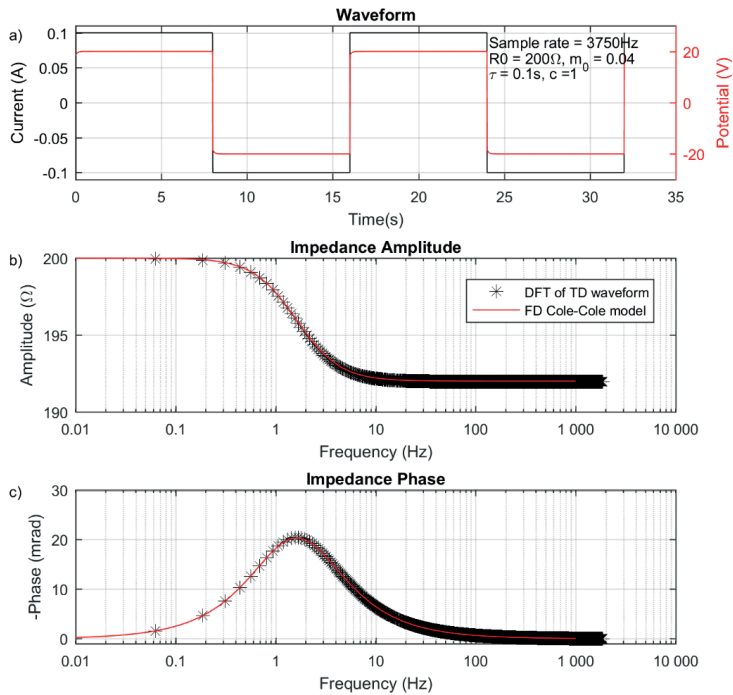 Waveform
a)
0.1
0.05
0
-0.05
-0.1
Current (A)
Sample rate = 3750Hz
R0 = 200Ω, m0 = 0.04
τ = 0.1s, c =1
20
0
-20
Potential (V)
0 5 10 15 20 25 30 35
Time(s)
Impedance Amplitude
b)
200
195
190
Amplitude (Ω)
DFT of TD waveform
FD Cole-Cole model
0.01 0.1 1 10 100 1 000 10 000
Frequency (Hz)
Impedance Phase
c)
30
20
10
0
-Phase (mrad)
0.01 0.1 1 10 100 1 000 10 000
Frequency (Hz)